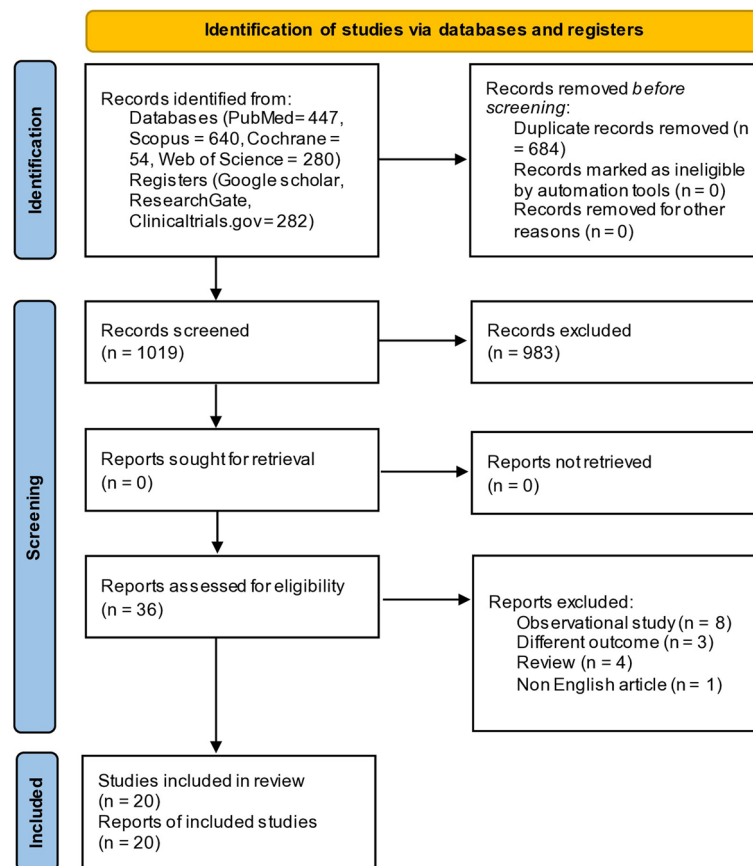 Identification of studies via databases and registers
Identification
Records identified from:
Databases (PubMed= 447,
Scopus = 640, Cochrane =
54, Web of Science = 280)
Registers (Google scholar,
ResearchGate,
Clinicaltrials.gov= 282)
Records removed before
screening:
Duplicate records removed (n
= 684)
Records marked as ineligible
by automation tools (n = 0)
Records removed for other
reasons (n = 0)
Screening
Records screened
(n = 1019)
Records excluded
(n = 983)
Reports sought for retrieval
(n = 0)
Reports not retrieved
(n = 0)
Reports assessed for eligibility
(n = 36)
Reports excluded:
Observational study (n = 8)
Different outcome (n = 3)
Review (n = 4)
Non English article (n = 1)
Included
Studies included in review
(n = 20)
Reports of included studies
(n = 20)